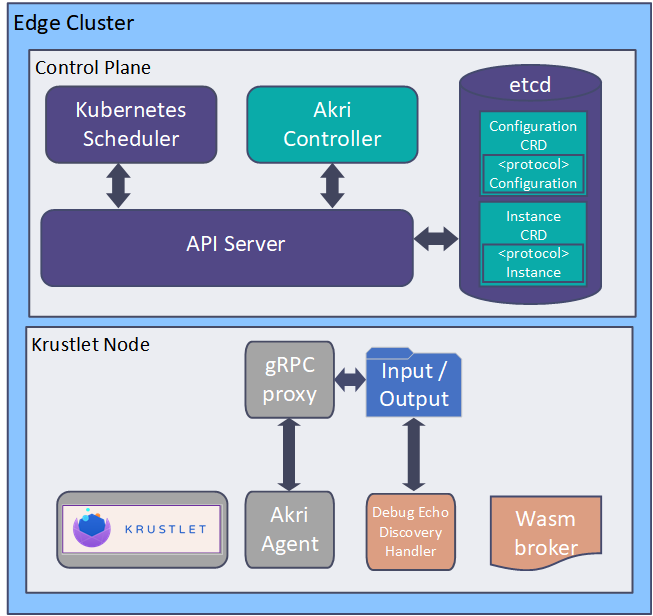 Edge Cluster
Control Plane
Kubernetes
Scheduler
Akri
Controller
etcd
Configuration
CRD
<protocol>
Configuration
API Server
Instance
CRD
<protocol>
Instance
Krustlet Node
gRPC
proxy
Input /
Output
KRUSTLET
Akri
Agent
Debug Echo
Discovery
Handler
Wasm
broker